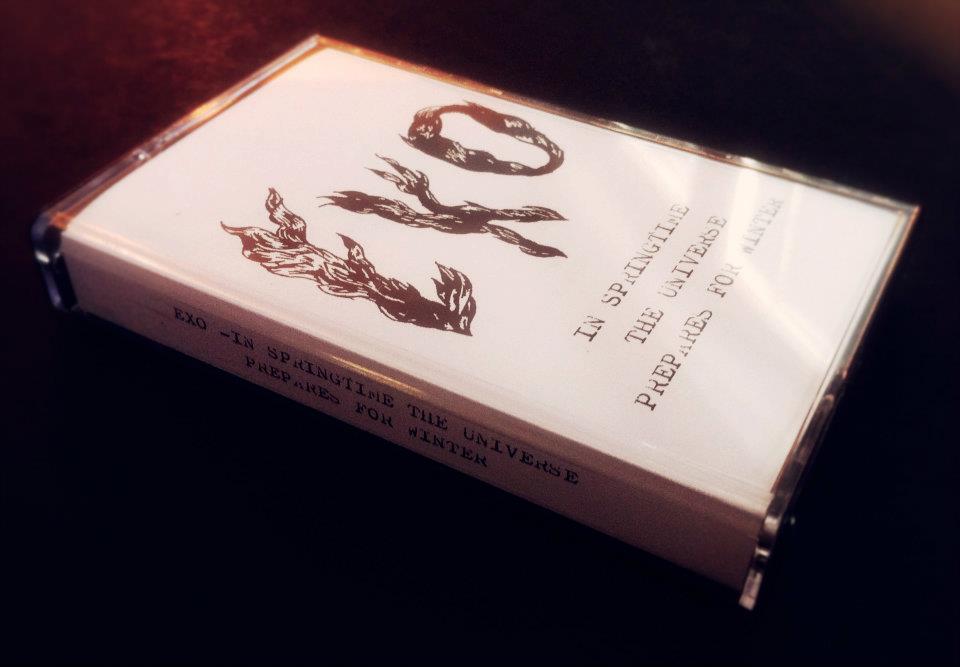 EXO
IN SPRINGTIME
THE UNIVERSE
PREPARES FOR WINTER
EXO -IN SPRINGTIME THE UNIVERSE
PREPARES FOR WINTER